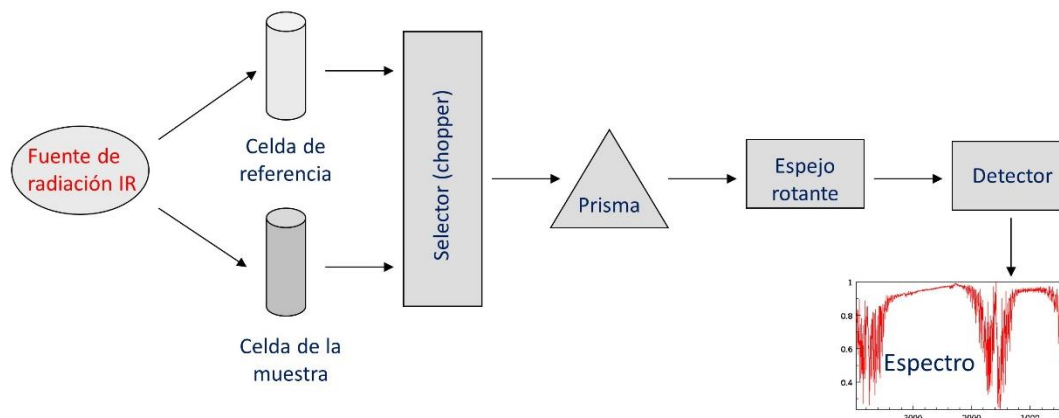 Fuente de
radiación IR
Celda de
referencia
Celda de la
muestra
Selector (chopper)
Prisma
Espejo
rotante
Detector
1
0.8
0.6
0.4
Espectro